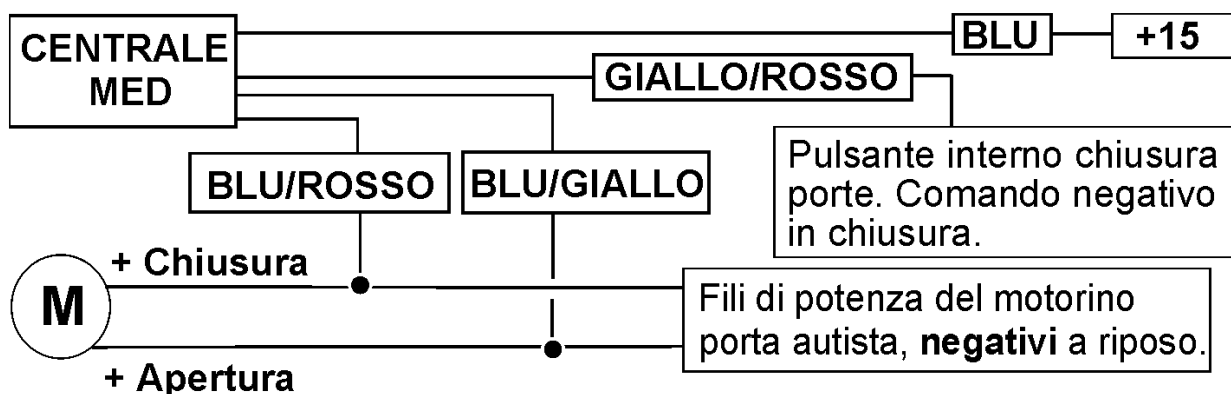 CENTRALE
MED
BLU
+15
GIALLO/ROSSO
Pulsante interno chiusura
porte. Comando negativo
in chiusura.
BLU/ROSSO
BLU/GIALLO
+ Chiusura
M
Fili di potenza del motorino
porta autista, negativi a riposo.
+ Apertura